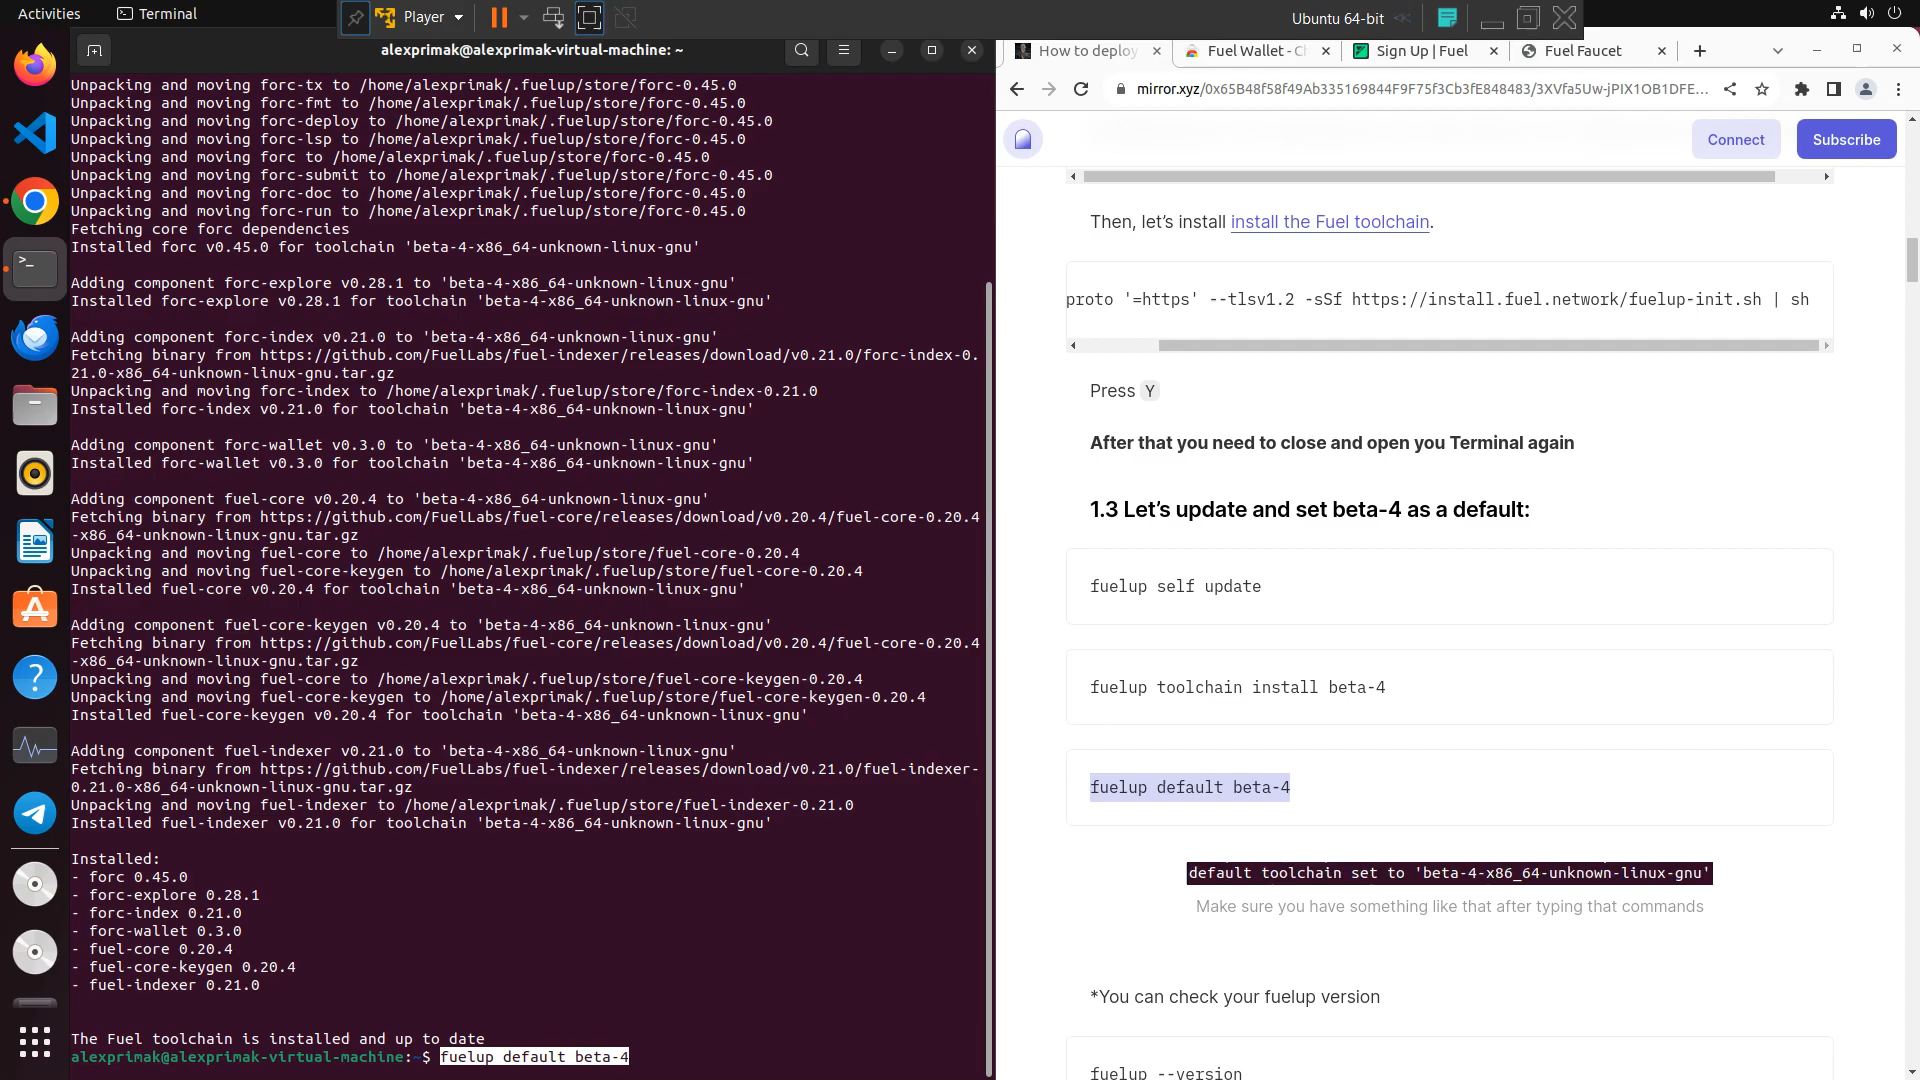 Activities
Terminal
Player
Ubuntu 64-bit
alexprimak@alexprimak-virtual-machine: ~
Unpacking and moving forc-tx to /home/alexprimak/.fuelup/store/forc-0.45.0
Unpacking and moving forc-fmt to /home/alexprimak/.fuelup/store/forc-0.45.0
Unpacking and moving forc-deploy to /home/alexprimak/.fuelup/store/forc-0.45.0
Unpacking and moving forc-lsp to /home/alexprimak/.fuelup/store/forc-0.45.0
Unpacking and moving forc to /home/alexprimak/.fuelup/store/forc-0.45.0
Unpacking and moving forc-submit to /home/alexprimak/.fuelup/store/forc-0.45.0
Unpacking and moving forc-doc to /home/alexprimak/.fuelup/store/forc-0.45.0
Unpacking and moving forc-run to /home/alexprimak/.fuelup/store/forc-0.45.0
Fetching core forc dependencies
Installed forc v0.45.0 for toolchain 'beta-4-x86_64-unknown-linux-gnu'
Adding component forc-explore v0.28.1 to 'beta-4-x86_64-unknown-linux-gnu'
Installed forc-explore v0.28.1 for toolchain 'beta-4-x86_64-unknown-linux-gnu'
Adding component forc-index v0.21.0 to 'beta-4-x86_64-unknown-linux-gnu'
Fetching binary from https://github.com/FuelLabs/fuel-indexer/releases/download/v0.21.0/forc-index-0.
21.0-x86_64-unknown-linux-gnu.tar.gz
Unpacking and moving forc-index to /home/alexprimak/.fuelup/store/forc-index-0.21.0
Installed forc-index v0.21.0 for toolchain 'beta-4-x86_64-unknown-linux-gnu'
Adding component forc-wallet v0.3.0 to 'beta-4-x86_64-unknown-linux-gnu'
Installed forc-wallet v0.3.0 for toolchain 'beta-4-x86_64-unknown-linux-gnu'
Adding component fuel-core v0.20.4 to 'beta-4-x86_64-unknown-linux-gnu'
Fetching binary from https://github.com/FuelLabs/fuel-core/releases/download/v0.20.4/fuel-core-0.20.4
-x86_64-unknown-linux-gnu.tar.gz
Unpacking and moving fuel-core to /home/alexprimak/.fuelup/store/fuel-core-0.20.4
Unpacking and moving fuel-core-keygen to /home/alexprimak/.fuelup/store/fuel-core-0.20.4
Installed fuel-core v0.20.4 for toolchain 'beta-4-x86_64-unknown-linux-gnu'
Adding component fuel-core-keygen v0.20.4 to 'beta-4-x86_64-unknown-linux-gnu'
Fetching binary from https://github.com/FuelLabs/fuel-core/releases/download/v0.20.4/fuel-core-0.20.4
-x86_64-unknown-linux-gnu.tar.gz
Unpacking and moving fuel-core to /home/alexprimak/.fuelup/store/fuel-core-keygen-0.20.4
Unpacking and moving fuel-core-keygen to /home/alexprimak/.fuelup/store/fuel-core-keygen-0.20.4
Installed fuel-core-keygen v0.20.4 for toolchain 'beta-4-x86_64-unknown-linux-gnu'
Adding component fuel-indexer v0.21.0 to 'beta-4-x86_64-unknown-linux-gnu'
Fetching binary from https://github.com/FuelLabs/fuel-indexer/releases/download/v0.21.0/fuel-indexer-
0.21.0-x86_64-unknown-linux-gnu.tar.gz
Unpacking and moving fuel-indexer to /home/alexprimak/.fuelup/store/fuel-indexer-0.21.0
Installed fuel-indexer v0.21.0 for toolchain 'beta-4-x86_64-unknown-linux-gnu'
Installed:
- forc 0.45.0
- forc-explore 0.28.1
- forc-index 0.21.0
- forc-wallet 0.3.0
- fuel-core 0.20.4
- fuel-core-keygen 0.20.4
- fuel-indexer 0.21.0
The Fuel toolchain is installed and up to date
alexprimak@alexprimak-virtual-machine:~$ fuelup default beta-4
How to deploy
Fuel Wallet - Ch
Sign Up | Fuel
Fuel Faucet
mirror.xyz/0x65B48f58f49Ab335169844F9F75f3Cb3fE848483/3XVfa5Uw-jPIX1OB1DFE...
Connect
Subscribe
Then, let's install install the Fuel toolchain.
proto '=https' --tlsv1.2 -sSf https://install.fuel.network/fuelup-init.sh | sh
Press Y
After that you need to close and open you Terminal again
1.3 Let's update and set beta-4 as a default:
fuelup self update
fuelup toolchain install beta-4
fuelup default beta-4
default toolchain set to 'beta-4-x86_64-unknown-linux-gnu'
Make sure you have something like that after typing that commands
*You can check your fuelup version
fuelup --version